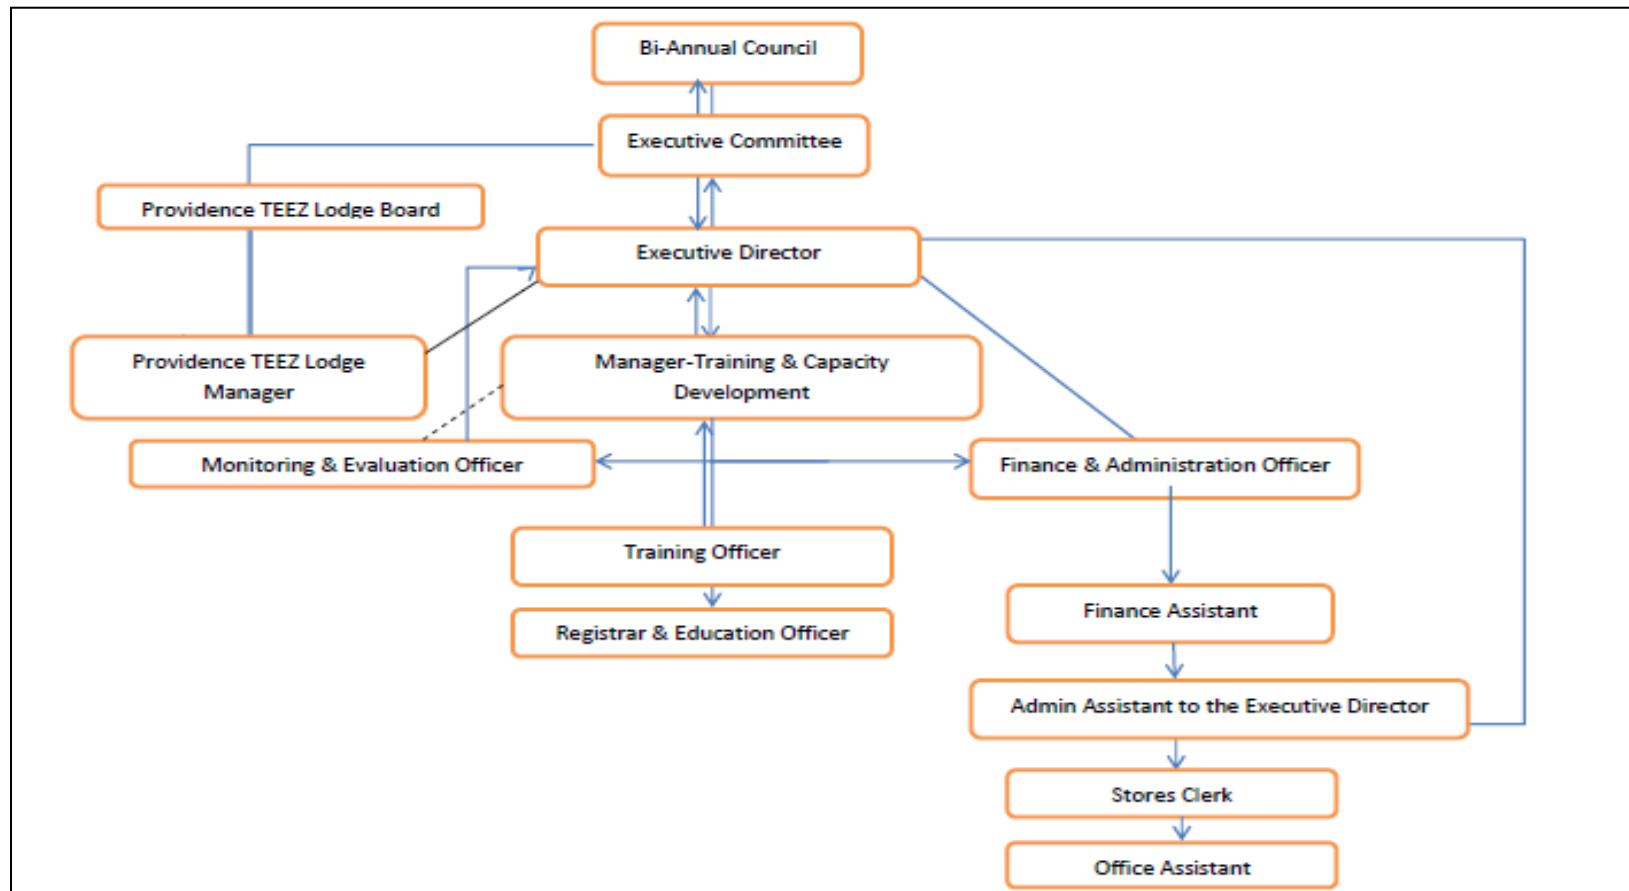 Bi-Annual Council
Executive Committee
Providence TEEZ Lodge Board
Executive Director
Providence TEEZ Lodge
Manager
Manager-Training & Capacity
Development
Monitoring & Evaluation Officer
Finance & Administration Officer
Training Officer
Finance Assistant
Registrar & Education Officer
Admin Assistant to the Executive Director
Stores Clerk
Office Assistant